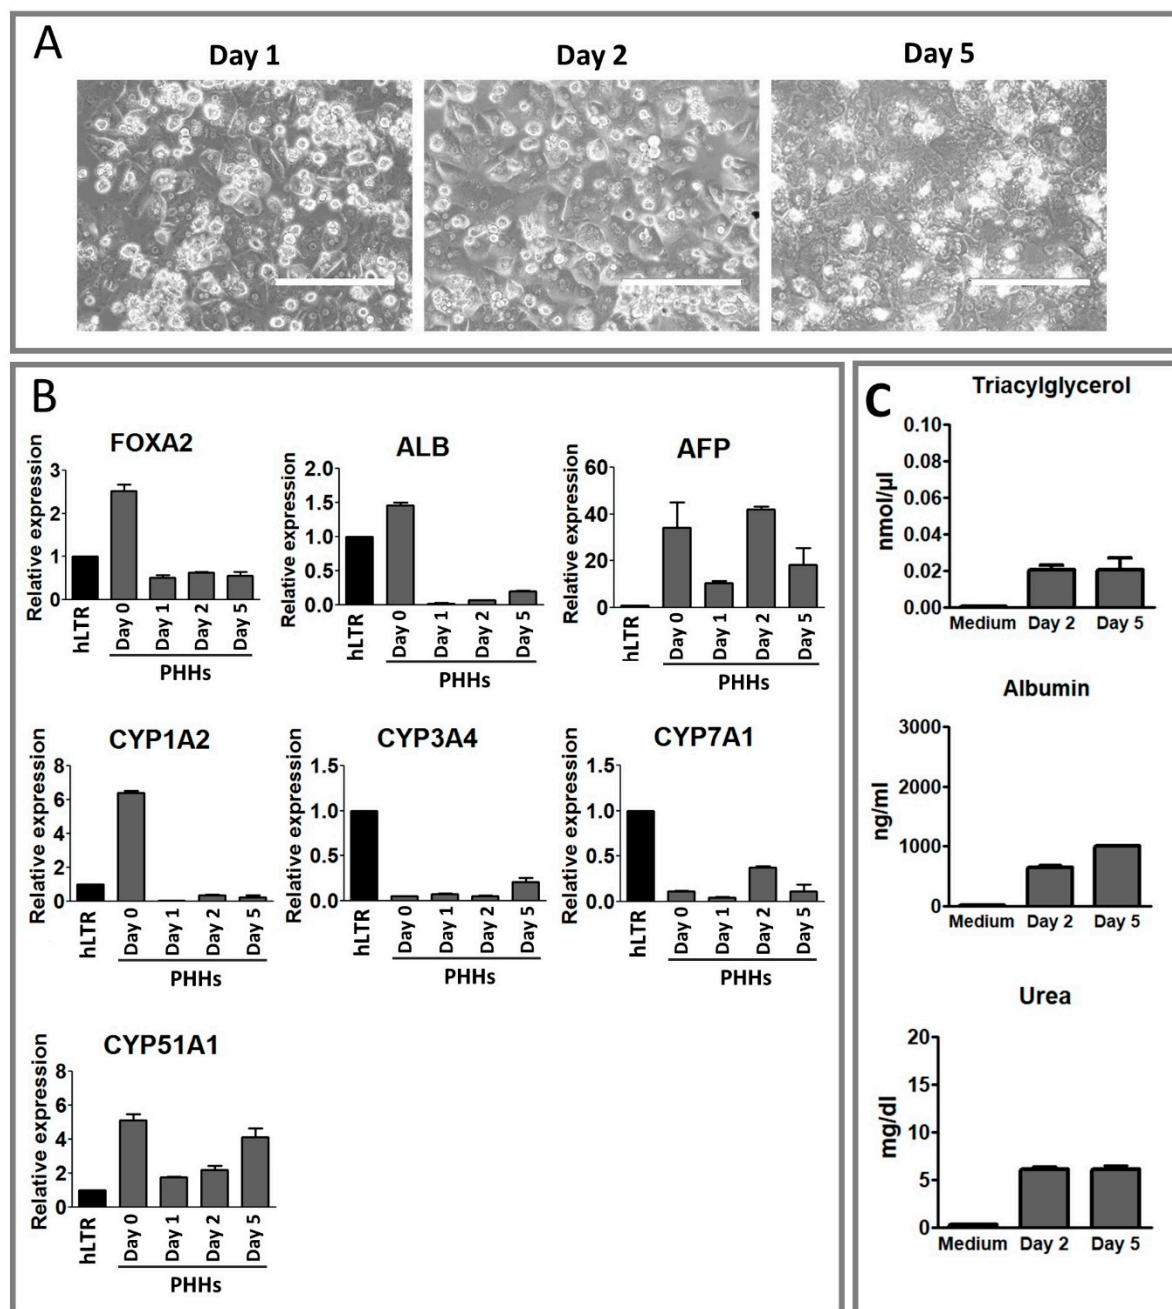 A
Day 1 Day 2 Day 5
B
FOXA2
Relative expression
3
2
1
0
hLTR
Day 0
Day 1
Day 2
Day 5
PHHs
ALB
Relative expression
2.0
1.5
1.0
0.5
0.0
hLTR
Day 0
Day 1
Day 2
Day 5
PHHs
AFP
Relative expression
60
40
20
0
hLTR
Day 0
Day 1
Day 2
Day 5
PHHs
CYP1A2
Relative expression
8
6
4
2
0
hLTR
Day 0
Day 1
Day 2
Day 5
PHHs
CYP3A4
Relative expression
1.5
1.0
0.5
0.0
hLTR
Day 0
Day 1
Day 2
Day 5
PHHs
CYP7A1
Relative expression
1.5
1.0
0.5
0.0
hLTR
Day 0
Day 1
Day 2
Day 5
PHHs
CYP51A1
Relative expression
8
6
4
2
0
hLTR
Day 0
Day 1
Day 2
Day 5
PHHs
C
Triacylglycerol
nmol/µl
0.10
0.08
0.06
0.04
0.02
0.00
Medium Day 2 Day 5
Albumin
ng/ml
3000
2000
1000
0
Medium Day 2 Day 5
Urea
mg/dl
20
15
10
5
0
Medium Day 2 Day 5